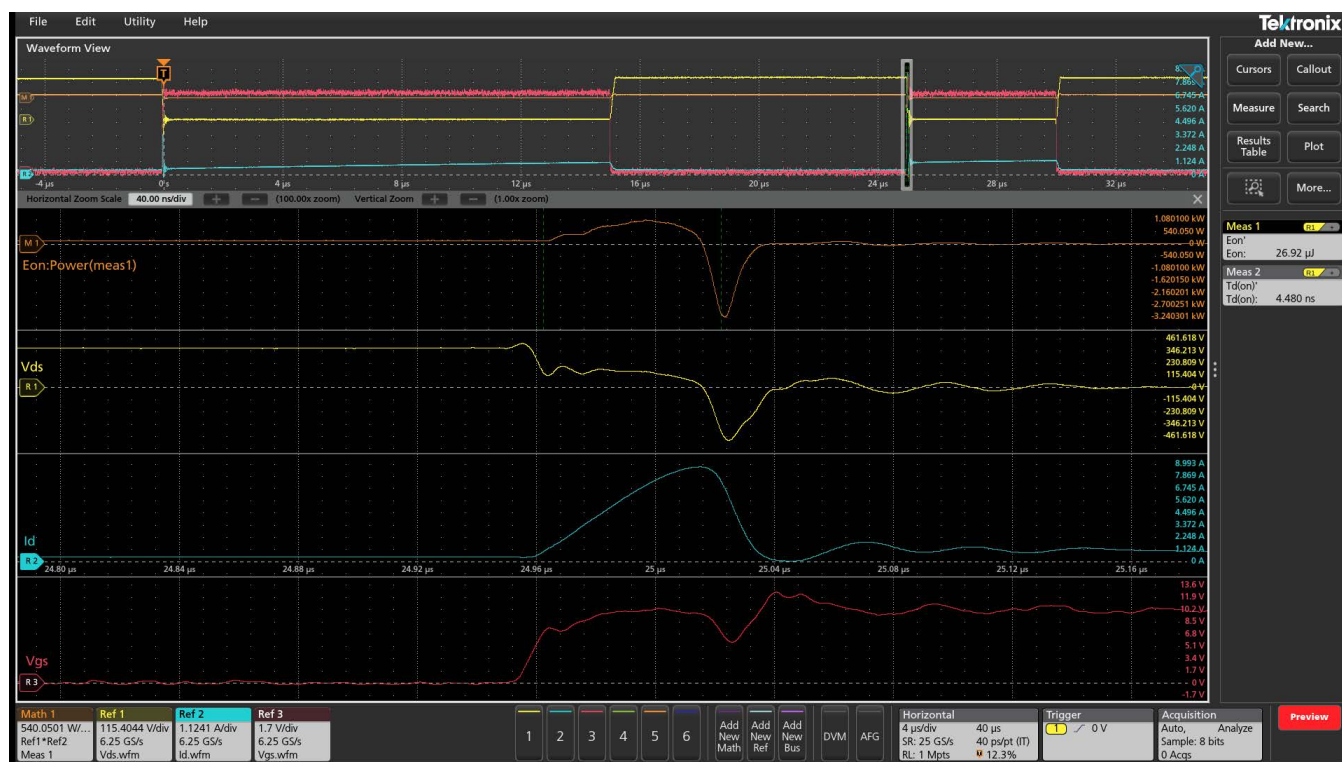 File Edit Utility Help
Tektronix
Waveform View
Add New...
Cursors Callout
Measure Search
Results Table Plot
More...
T
M 1
R 1
R 2
7.865
6.745 A
5.620 A
4.496 A
3.372 A
2.248 A
1.124 A
0 A
-4 µs 0 s 4 µs 8 µs 12 µs 16 µs 20 µs 24 µs 28 µs 32 µs
Horizontal Zoom Scale 40.00 ns/div + - (100.00x zoom) Vertical Zoom + - (1.00x zoom)
M 1
Eon:Power(meas1)
1.080100 kW
540.050 W
0 W
-540.050 W
-1.080100 kW
-1.620150 kW
-2.160201 kW
-2.700251 kW
-3.240301 kW
Meas 1 R1
Eon'
Eon: 26.92 µJ
Meas 2 R1
Td(on)'
Td(on): 4.480 ns
Vds
R 1
461.618 V
346.213 V
230.809 V
115.404 V
0 V
-115.404 V
-230.809 V
-346.213 V
-461.618 V
Id
R 2
8.993 A
7.869 A
6.745 A
5.620 A
4.496 A
3.372 A
2.248 A
1.124 A
0 A
24.80 µs 24.84 µs 24.88 µs 24.92 µs 24.96 µs 25 µs 25.04 µs 25.08 µs 25.12 µs 25.16 µs
Vgs
R 3
13.6 V
11.9 V
10.2 V
8.5 V
6.8 V
5.1 V
3.4 V
1.7 V
0 V
-1.7 V
Math 1
540.0501 W/...
Ref1*Ref2
Meas 1
Ref 1
115.4044 V/div
6.25 GS/s
Vds.wfm
Ref 2
1.1241 A/div
6.25 GS/s
Id.wfm
Ref 3
1.7 V/div
6.25 GS/s
Vgs.wfm
1 2 3 4 5 6
Add New Math
Add New Ref
Add New Bus
DVM
AFG
Horizontal
4 µs/div 40 µs
SR: 25 GS/s 40 ps/pt (IT)
RL: 1 Mpts 12.3%
Trigger
1 0 V
Acquisition
Auto, Analyze
Sample: 8 bits
0 Acqs
Preview